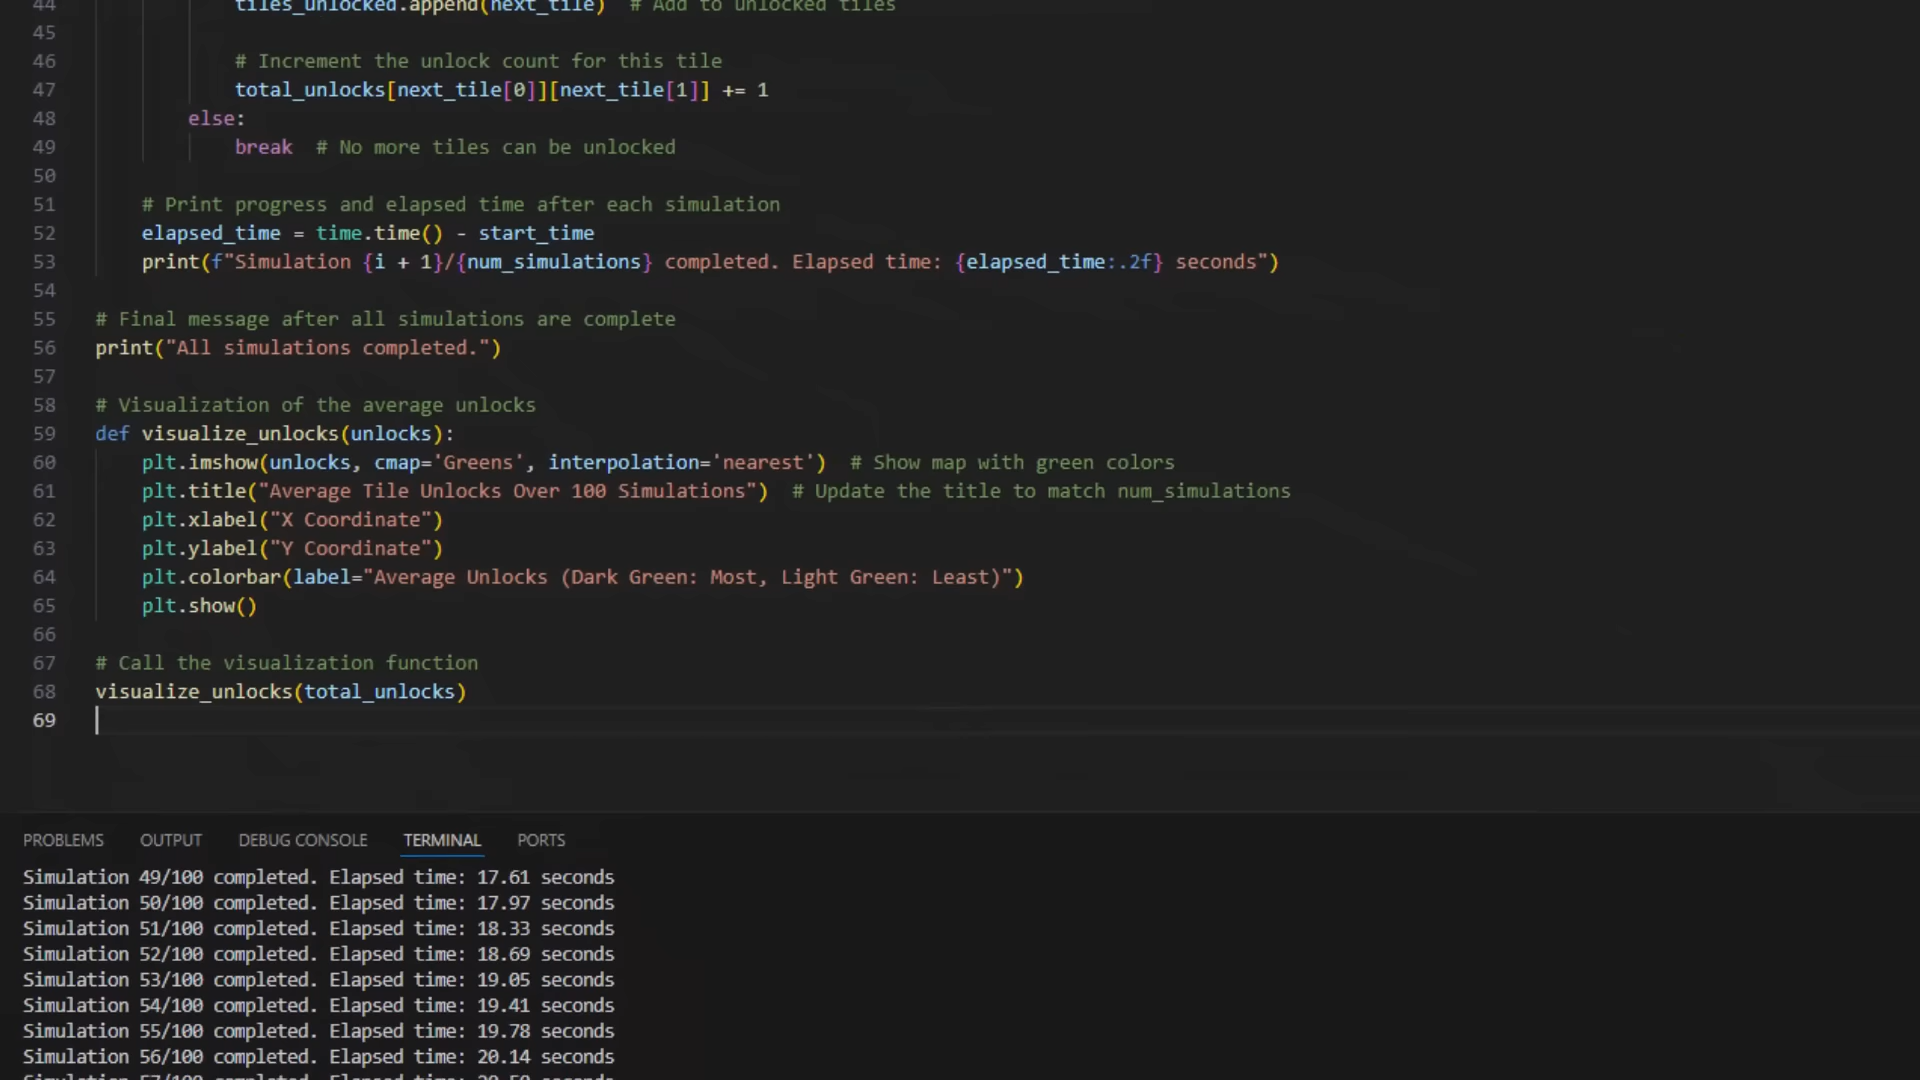 44 tiles_unlocked.append(next_tile) # Add to unlocked tiles
45
46 # Increment the unlock count for this tile
47 total_unlocks[next_tile[0]][next_tile[1]] += 1
48 else:
49 break # No more tiles can be unlocked
50
51 # Print progress and elapsed time after each simulation
52 elapsed_time = time.time() - start_time
53 print(f"Simulation {i + 1}/{num_simulations} completed. Elapsed time: {elapsed_time:.2f} seconds")
54
55 # Final message after all simulations are complete
56 print("All simulations completed.")
57
58 # Visualization of the average unlocks
59 def visualize_unlocks(unlocks):
60 plt.imshow(unlocks, cmap='Greens', interpolation='nearest') # Show map with green colors
61 plt.title("Average Tile Unlocks Over 100 Simulations") # Update the title to match num_simulations
62 plt.xlabel("X Coordinate")
63 plt.ylabel("Y Coordinate")
64 plt.colorbar(label="Average Unlocks (Dark Green: Most, Light Green: Least)")
65 plt.show()
66
67 # Call the visualization function
68 visualize_unlocks(total_unlocks)
69
PROBLEMS OUTPUT DEBUG CONSOLE TERMINAL PORTS
Simulation 49/100 completed. Elapsed time: 17.61 seconds
Simulation 50/100 completed. Elapsed time: 17.97 seconds
Simulation 51/100 completed. Elapsed time: 18.33 seconds
Simulation 52/100 completed. Elapsed time: 18.69 seconds
Simulation 53/100 completed. Elapsed time: 19.05 seconds
Simulation 54/100 completed. Elapsed time: 19.41 seconds
Simulation 55/100 completed. Elapsed time: 19.78 seconds
Simulation 56/100 completed. Elapsed time: 20.14 seconds